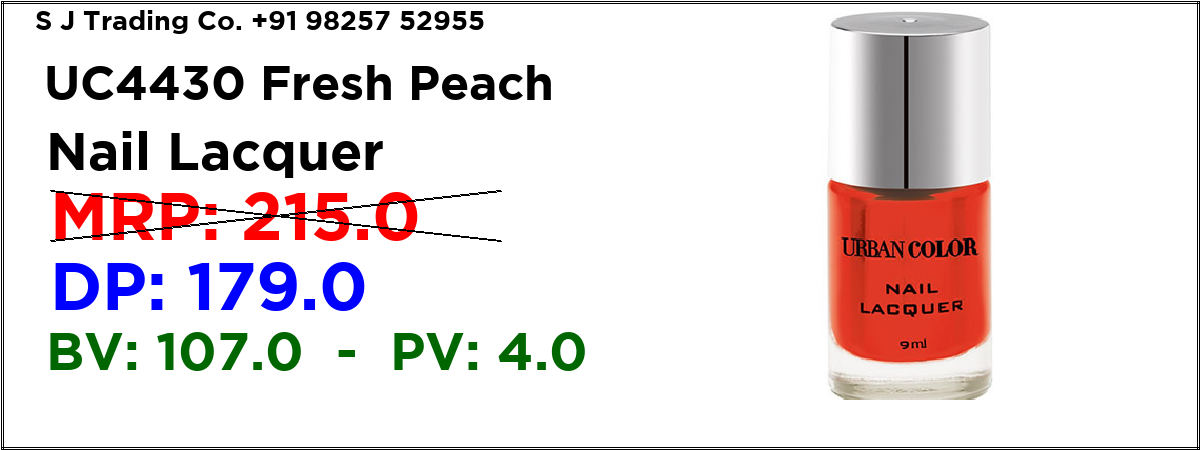 S J Trading Co. +91 98257 52955
UC4430 Fresh Peach
Nail Lacquer
MRP: 215.0
DP: 179.0
BV: 107.0 - PV: 4.0
URBAN COLOR
NAIL
LACQUER
9ml